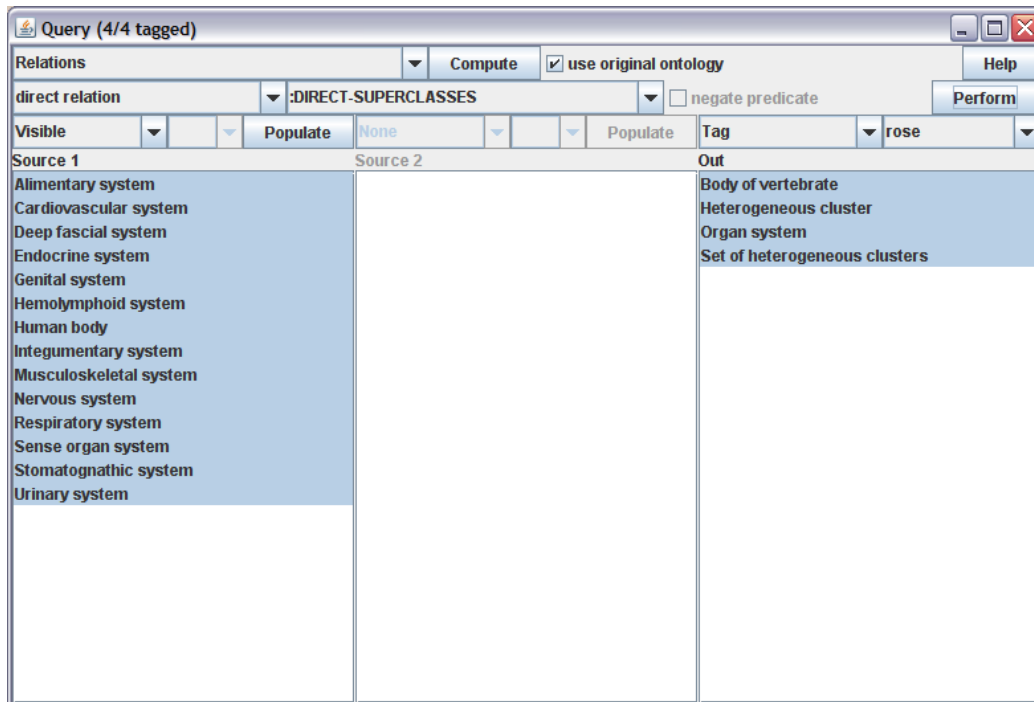 Query (4/4 tagged)
Relations Compute use original ontology Help
direct relation :DIRECT-SUPERCLASSES negate predicate Perform
Visible Populate None Populate Tag rose
Source 1 Source 2 Out
Alimentary system Body of vertebrate
Cardiovascular system Heterogeneous cluster
Deep fascial system Organ system
Endocrine system Set of heterogeneous clusters
Genital system
Hemolymphoid system
Human body
Integumentary system
Musculoskeletal system
Nervous system
Respiratory system
Sense organ system
Stomatognathic system
Urinary system